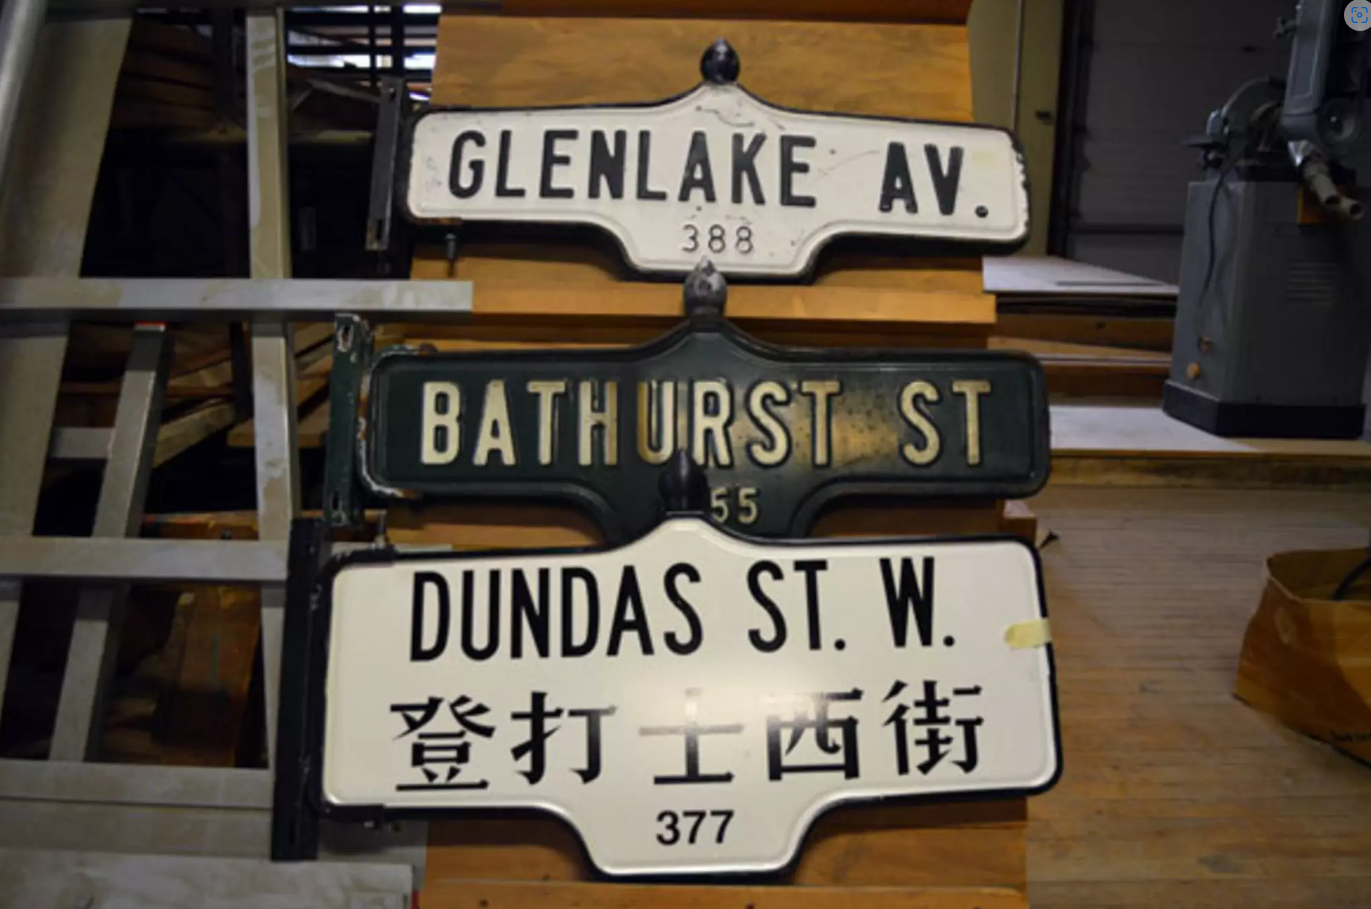 GLENLAKE AV.
388
BATHURST ST
55
DUNDAS ST. W.
登打士西街
377